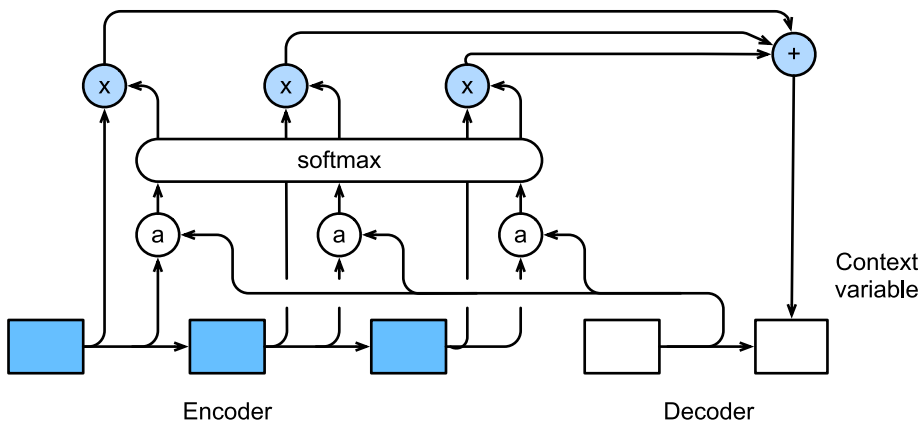 +
x
x
x
softmax
a
a
a
Context
variable
Encoder
Decoder